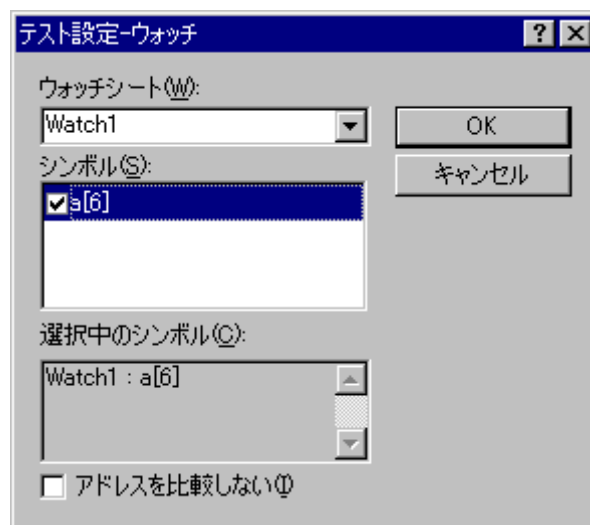 テスト設定-ウォッチ
ウォッチシート(W):
Watch1
OK
シンボル(S):
キャンセル
a[6]
選択中のシンボル(C):
Watch1 : a[6]
アドレスを比較しない(I)